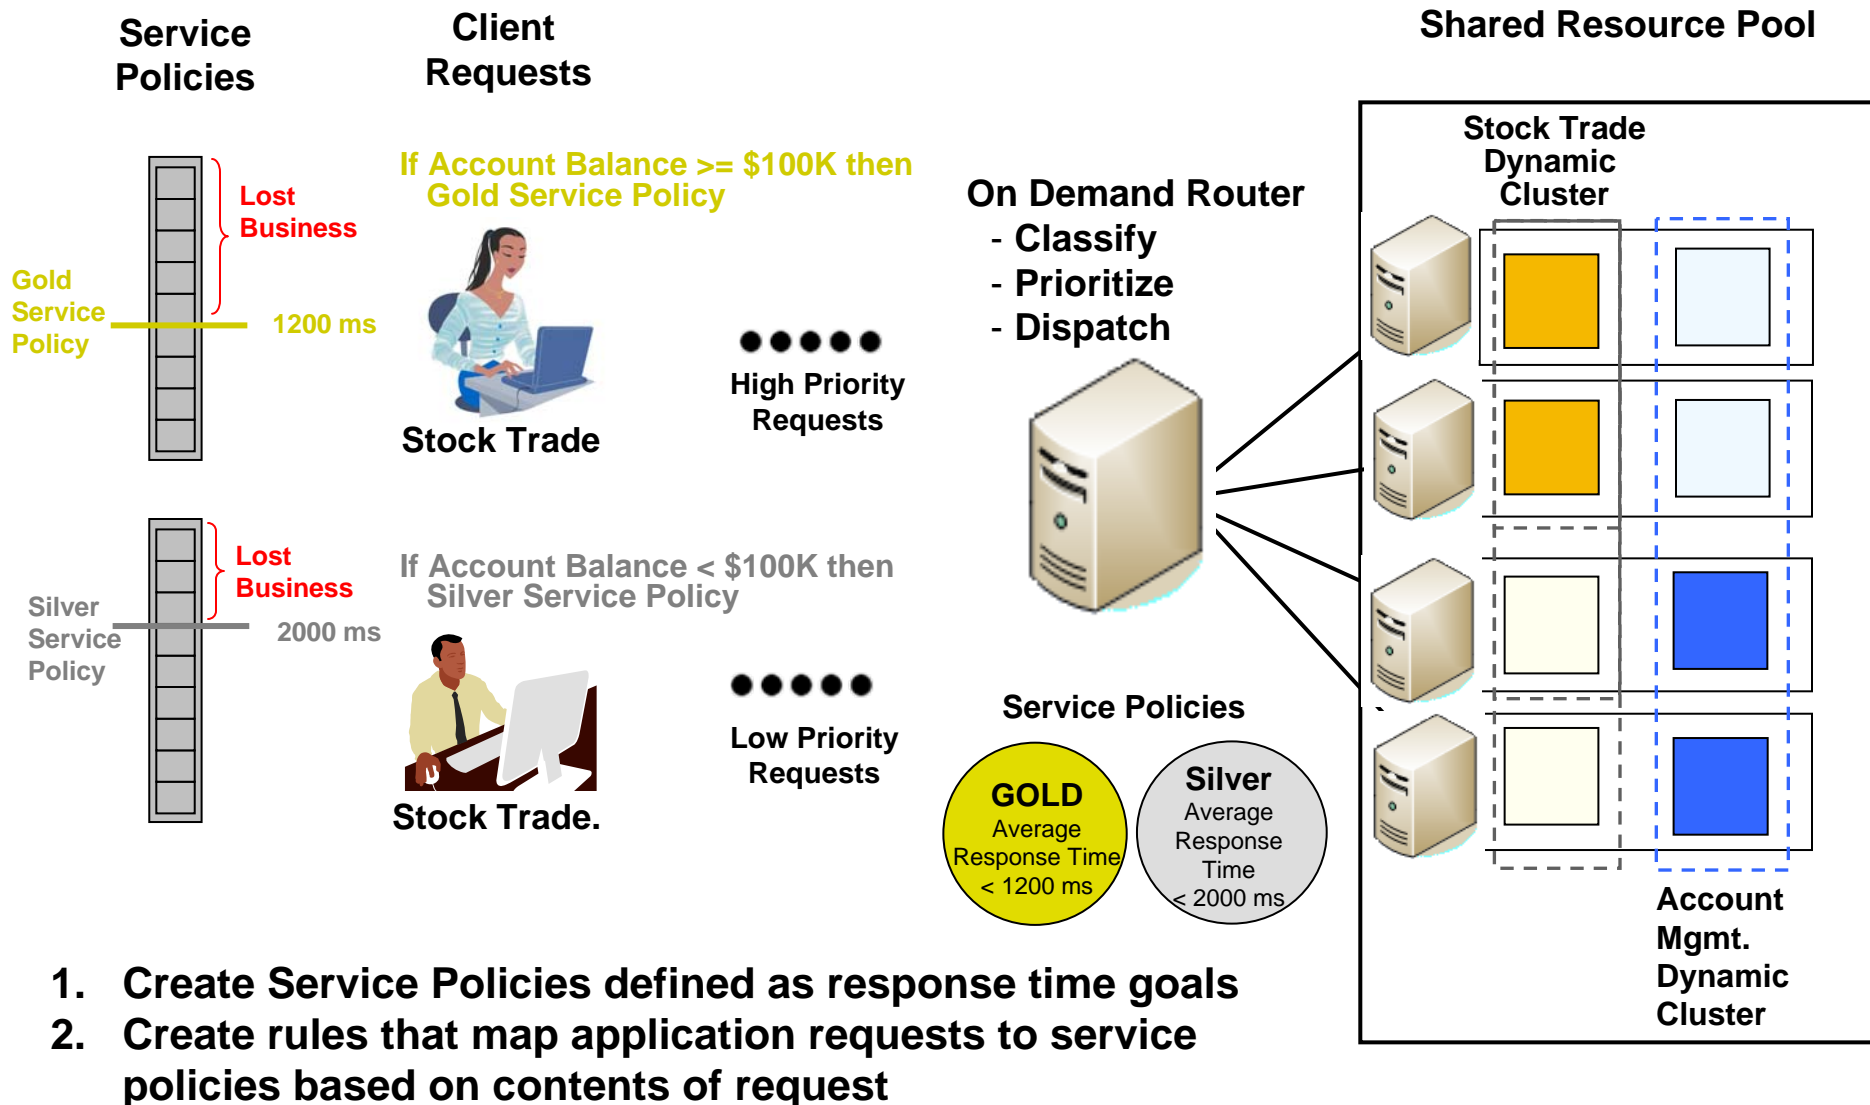 Service
Policies
Client
Requests
Shared Resource Pool
Lost
Business
Gold
Service
Policy
1200 ms
If Account Balance >= $100K then
Gold Service Policy
Stock Trade
High Priority
Requests
On Demand Router
- Classify
- Prioritize
- Dispatch
Stock Trade
Dynamic
Cluster
Lost
Business
Silver
Service
Policy
2000 ms
If Account Balance < $100K then
Silver Service Policy
Stock Trade.
Low Priority
Requests
Service Policies
GOLD
Average
Response Time
< 1200 ms
Silver
Average
Response
Time
< 2000 ms
Account
Mgmt.
Dynamic
Cluster
1. Create Service Policies defined as response time goals
2. Create rules that map application requests to service
policies based on contents of request